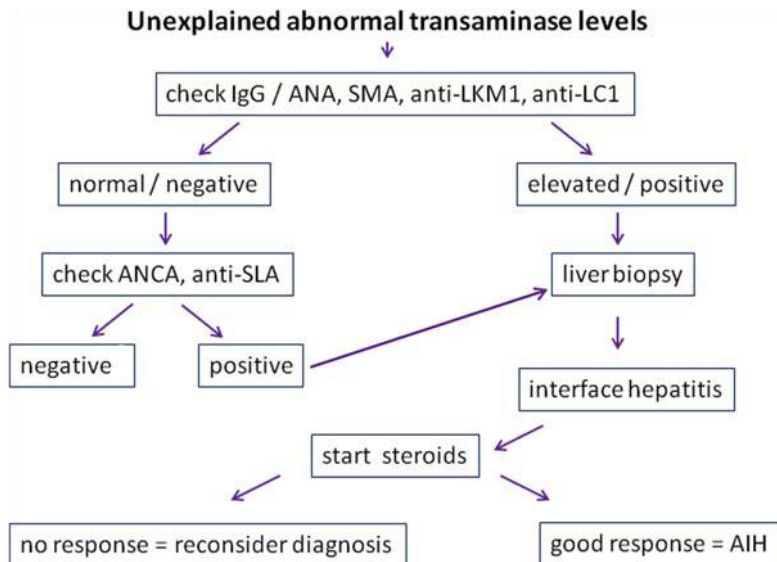 Unexplained abnormal transaminase levels
check IgG / ANA, SMA, anti-LKM1, anti-LC1
normal / negative
elevated / positive
check ANCA, anti-SLA
liver biopsy
negative
positive
interface hepatitis
start steroids
no response = reconsider diagnosis
good response = AIH